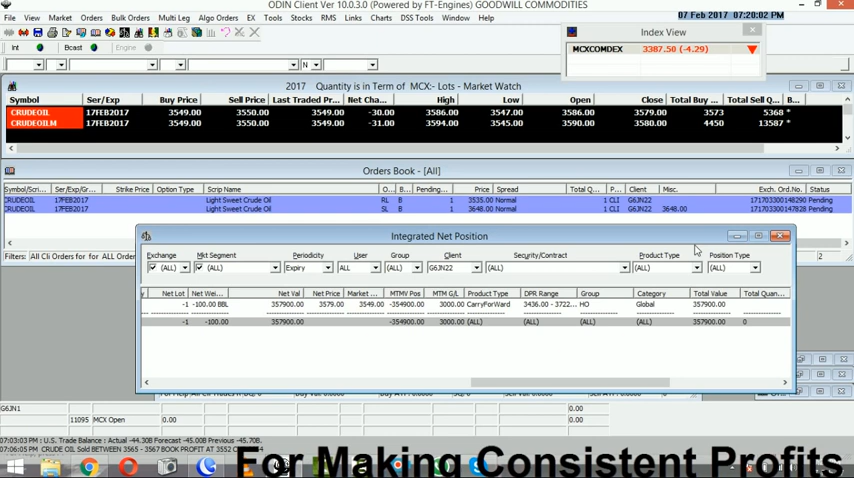 ODIN Client Ver 10.0.3.0 (Powered by FT-Engines) GOODWILL COMMODITIES
File View Market Orders Bulk Orders Multi Leg Algo Orders EX Tools Stocks RMS Links Charts DSS Tools Window Help
07 Feb 2017 07:20:02 PM
Int Bcast Engine
Index View
MCXCOMDEX 3387.50 (-4.29)
N
2017 Quantity is in Term of MCX:- Lots - Market Watch
Symbol Ser/Exp Buy Price Sell Price Last Traded Pr... Net Cha... High Low Open Close Total Buy ... Total Sell Q... B...
CRUDEOIL 17FEB2017 3549.00 3550.00 3549.00 -30.00 3586.00 3547.00 3586.00 3579.00 3573 5368 *
CRUDEOILM 17FEB2017 3549.00 3550.00 3549.00 -31.00 3594.00 3545.00 3590.00 3580.00 4450 13587 *
Orders Book - [All]
Symbol/Scri... Ser/Exp/Gr... Strike Price Option Type Scrip Name O... B... Pending... Price Spread Total Q... P... Client Misc. Exch. Ord.No. Status
CRUDEOIL 17FEB2017 Light Sweet Crude Oil RL B 3535.00 Normal 1 CLI G6JN22 171703300147828 Pending
CRUDEOIL 17FEB2017 Light Sweet Crude Oil SL B 3648.00 Normal 1 CLI G6JN22 3648.00 171703300148290 Pending
Filters: All Cli Orders for for ALL Order 2
Integrated Net Position
Exchange Mkt Segment Periodicity User Group Client Security/Contract Product Type Position Type
(ALL) (ALL) Expiry ALL (ALL) G6JN22 (ALL) (ALL) (ALL)
y Net Lot Net Wei... Net Val Net Price Market ... MTMV Pos MTM G/L Product Type DPR Range Group Category Total Value Total Quan...
-1 -100.00 BBL 357900.00 3579.00 3549.00 -354900.00 3000.00 CarryForward 3436.00 - 3722... HO Global 357900.00
-1 -100.00 357900.00 -354900.00 3000.00 (ALL) (ALL) (ALL) (ALL) 357900.00 0
G6JN1 0.00
11095 MCX Open 0.00 0.00
07:03:03 PM : U.S. Trade Balance : Actual -44.30B Forecast -45.00B Previous -45.70B.
07:06:05 PM : CRUDE OIL Sold BETWEEN 3565 - 3567 BOOK PROFIT AT 3552
For Making Consistent Profits